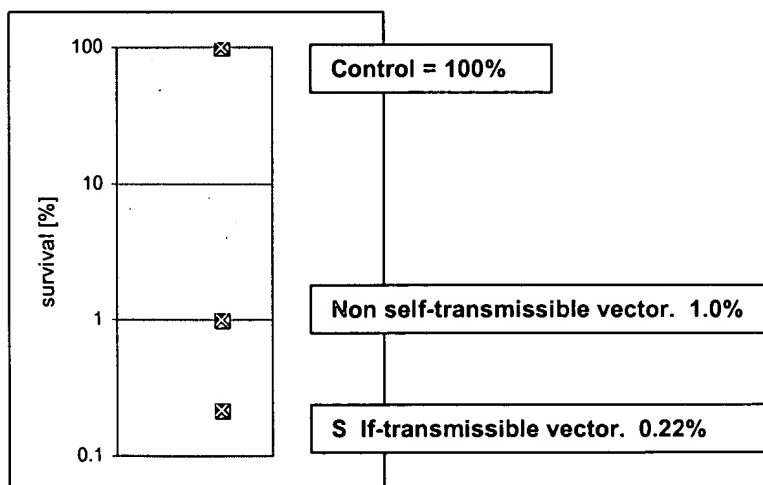 100
Control = 100%
10
survival [%]
1
Non self-transmissible vector. 1.0%
S lf-transmissible vector. 0.22%
0.1